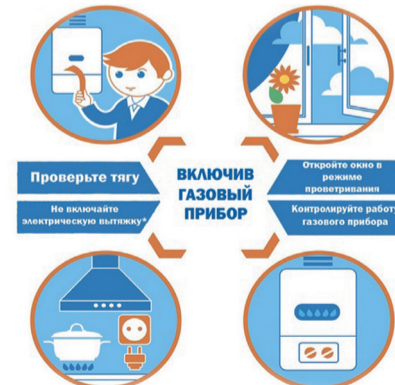 Проверьте тягу
Не включайте
электрическую вытяжку*
ВКЛЮЧИВ
ГАЗОВЫЙ
ПРИБОР
Откройте окно в
режиме
проветривания
Контролируйте работу
газового прибора